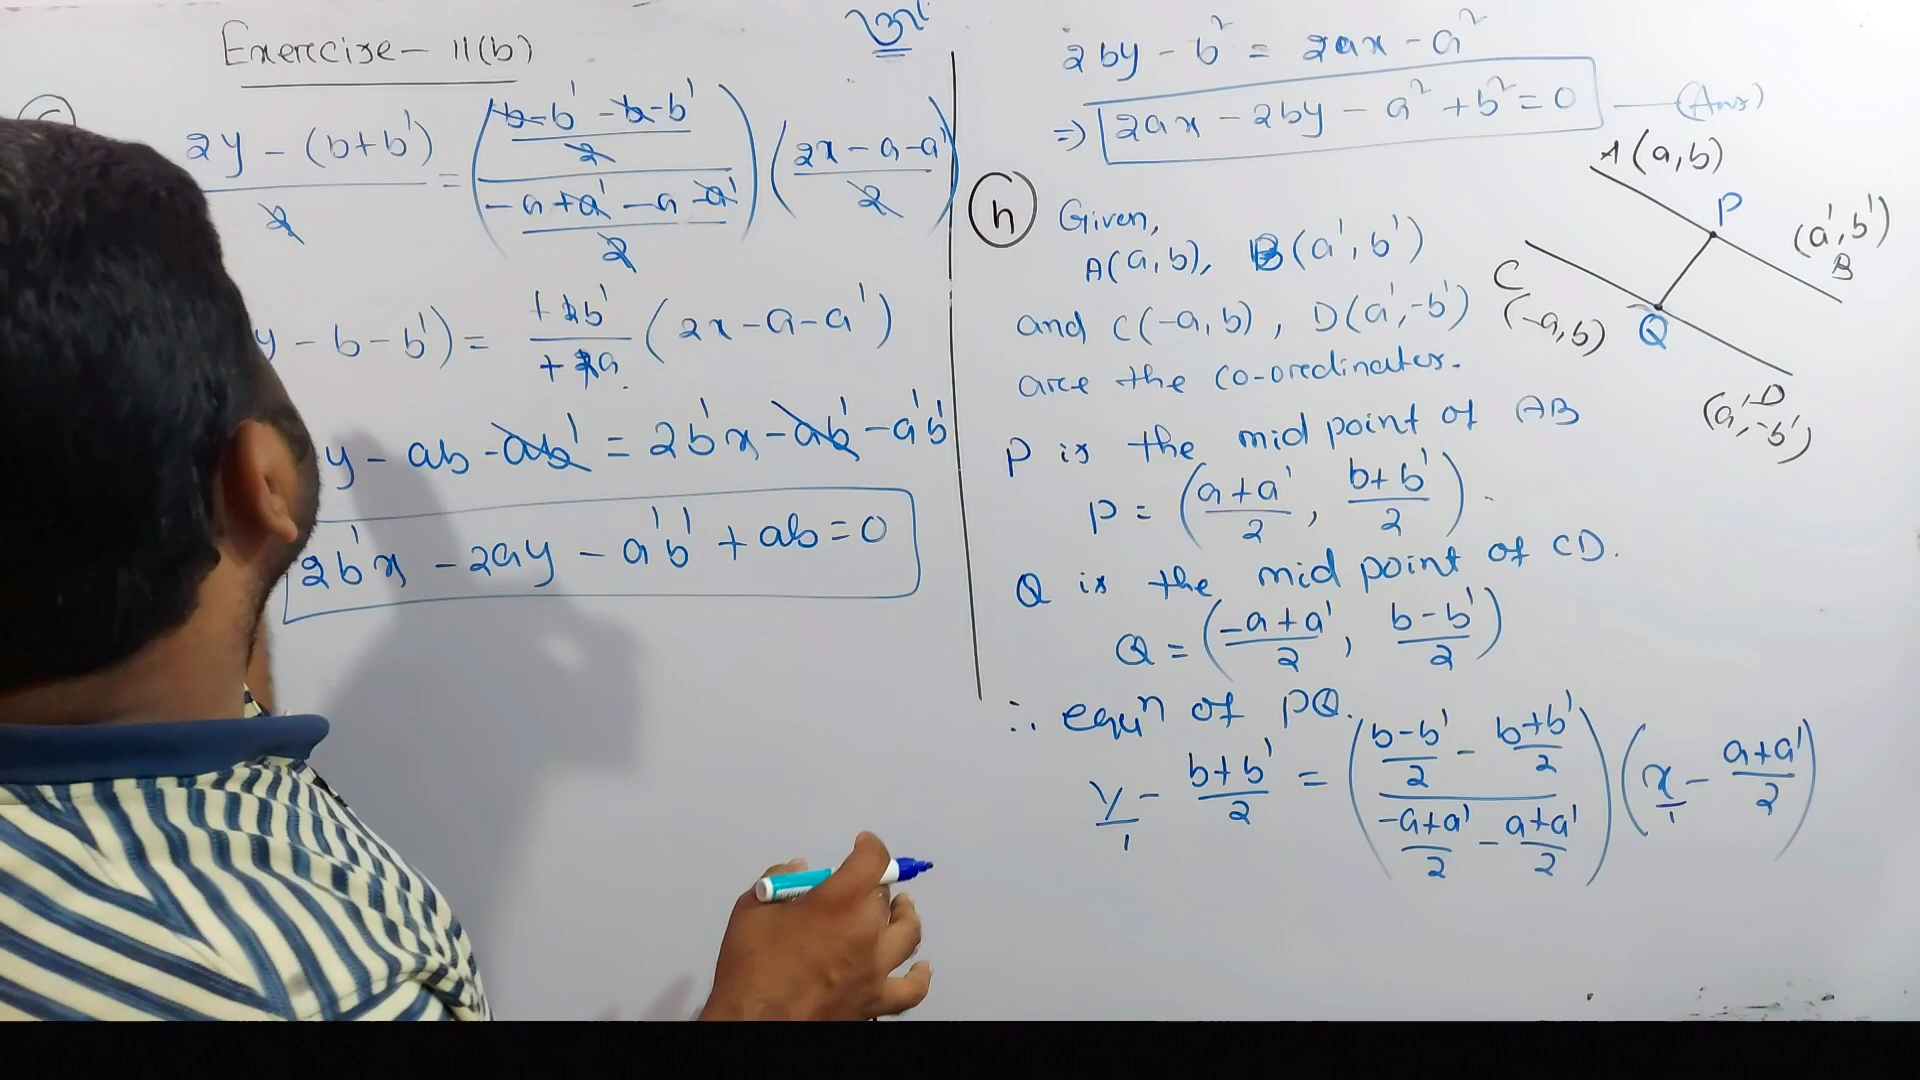 Exercise - 11(b)
2y - (b+b') / 2 = ((b-b'-b-b')/2 / (-a+a'-a-a')/2) ((2x-a-a')/2)
y - b - b') = +2b'/+2a (2x-a-a')
y - ab - ab' = 2b'x - ab' - a'b'
2b'x - 2ay - a'b' + ab = 0
2by - b² = 2ax - a²
⇒ 2ax - 2by - a² + b² = 0 — (Ans)
(h) Given,
A(a,b), B(a',b')
and C(-a,b), D(a',-b')
are the co-ordinates.
P is the mid point of AB
P = ((a+a')/2, (b+b')/2).
Q is the mid point of CD.
Q = ((-a+a')/2, (b-b')/2)
∴ equn of PQ.
y/1 - (b+b')/2 = (((b-b')/2 - (b+b')/2) / ((-a+a')/2 - (a+a')/2)) (x/1 - (a+a')/2)
A(a,b)
P
(a',b')
B
C
(-a,b)
Q
D
(a',-b')